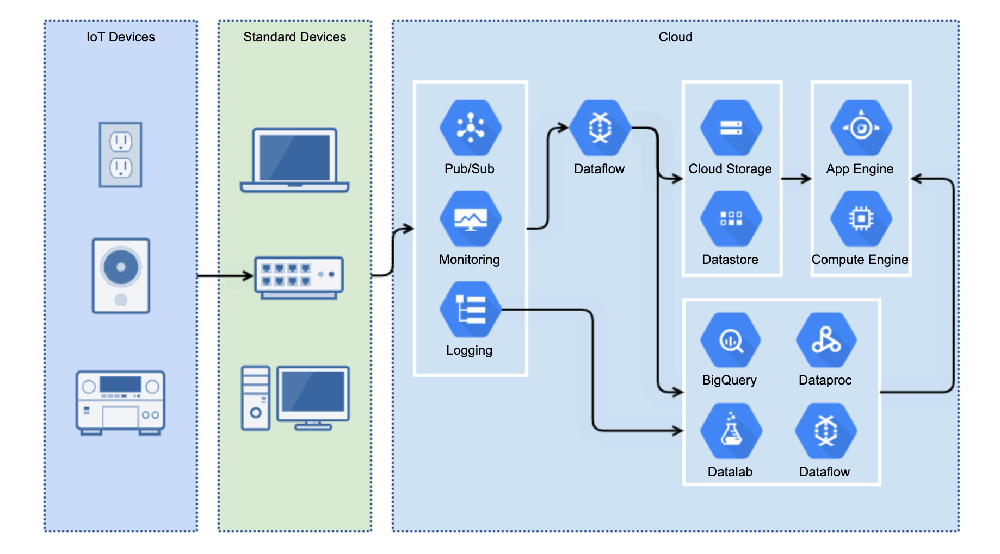 IoT Devices
Standard Devices
Cloud
Pub/Sub
Monitoring
Logging
Dataflow
Cloud Storage
Datastore
App Engine
Compute Engine
BigQuery
Dataproc
Datalab
Dataflow